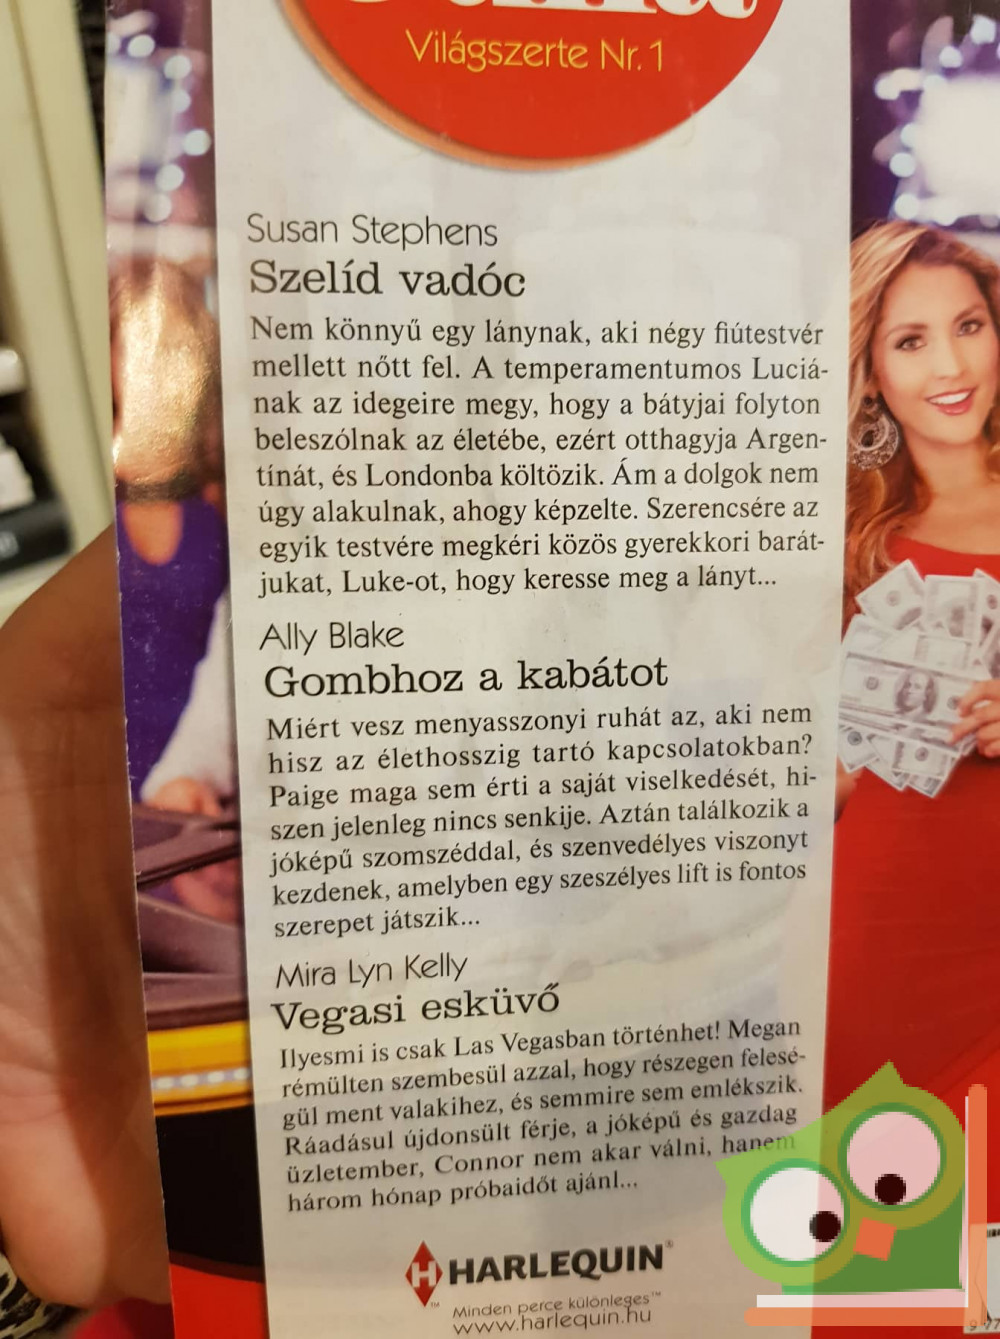 Világszerte Nr. 1
Susan Stephens
Szelíd vadóc
Nem könnyű egy lánynak, aki négy fiútestvér
mellett nőtt fel. A temperamentumos Luciá-
nak az idegeire megy, hogy a bátyjai folyton
beleszólnak az életébe, ezért otthagyja Argen-
tínát, és Londonba költözik. Ám a dolgok nem
úgy alakulnak, ahogy képzelte. Szerencsére az
egyik testvére megkéri közös gyerekkori barát-
jukat, Luke-ot, hogy keresse meg a lányt...
Ally Blake
Gombhoz a kabátot
Miért vesz menyasszonyi ruhát az, aki nem
hisz az élethosszig tartó kapcsolatokban?
Paige maga sem érti a saját viselkedését, hi-
szen jelenleg nincs senkije. Aztán találkozik a
jóképű szomszéddal, és szenvedélyes viszonyt
kezdenek, amelyben egy szeszélyes lift is fontos
szerepet játszik...
Mira Lyn Kelly
Vegasi esküvő
Ilyesmi is csak Las Vegasban történhet! Megan
rémülten szembesül azzal, hogy részegen felesé-
gül ment valakihez, és semmire sem emlékszik.
Ráadásul újdonsült férje, a jóképű és gazdag
üzletember, Connor nem akar válni, hanem
három hónap próbaidőt ajánl...
H HARLEQUIN®
™ Minden perce különleges™
www.harlequin.hu